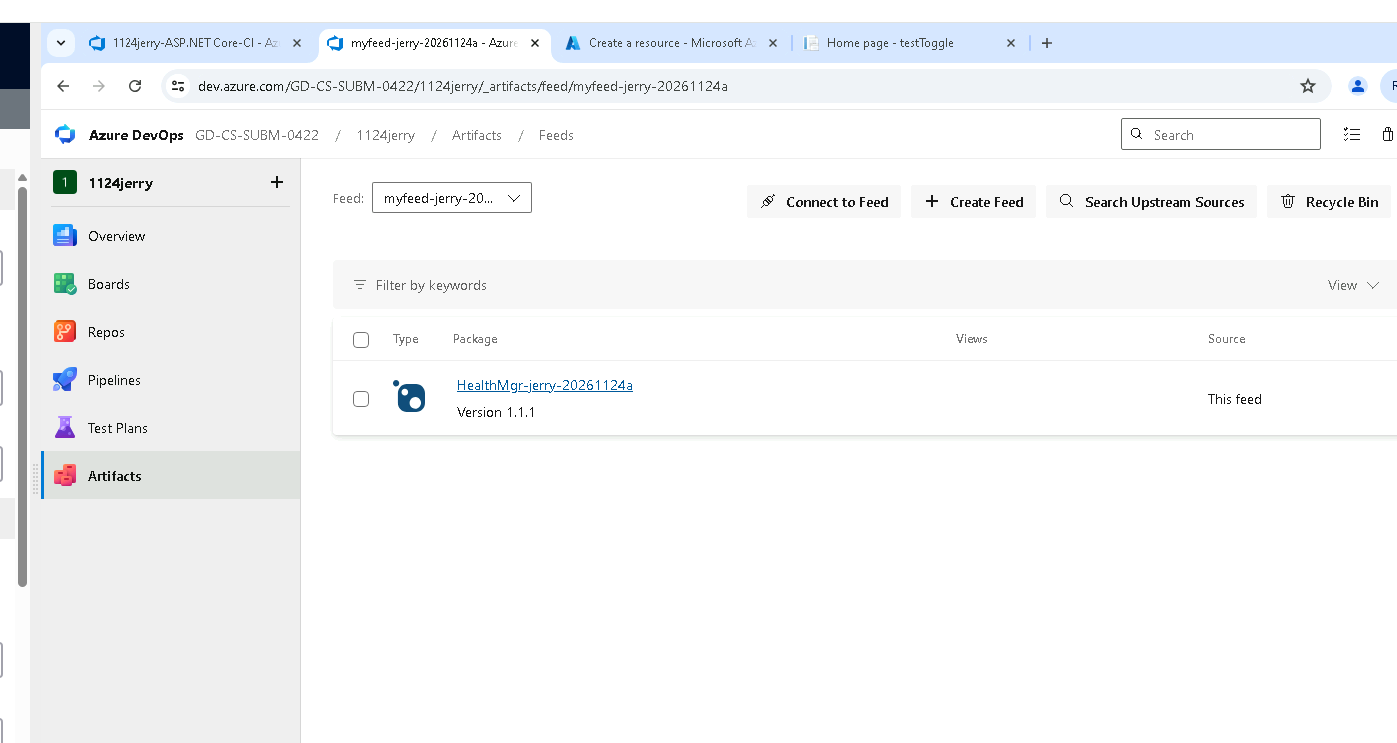 1124jerry-ASP.NET Core-CI - Az
myfeed-jerry-20261124a - Azure
Create a resource - Microsoft Az
Home page - testToggle
dev.azure.com/GD-CS-SUBM-0422/1124jerry/_artifacts/feed/myfeed-jerry-20261124a
Azure DevOps GD-CS-SUBM-0422 / 1124jerry / Artifacts / Feeds
Search
1 1124jerry
Feed: myfeed-jerry-20...
Connect to Feed
Create Feed
Search Upstream Sources
Recycle Bin
Overview
Boards
Repos
Pipelines
Test Plans
Artifacts
Filter by keywords
View
Type Package Views Source
HealthMgr-jerry-20261124a
Version 1.1.1
This feed